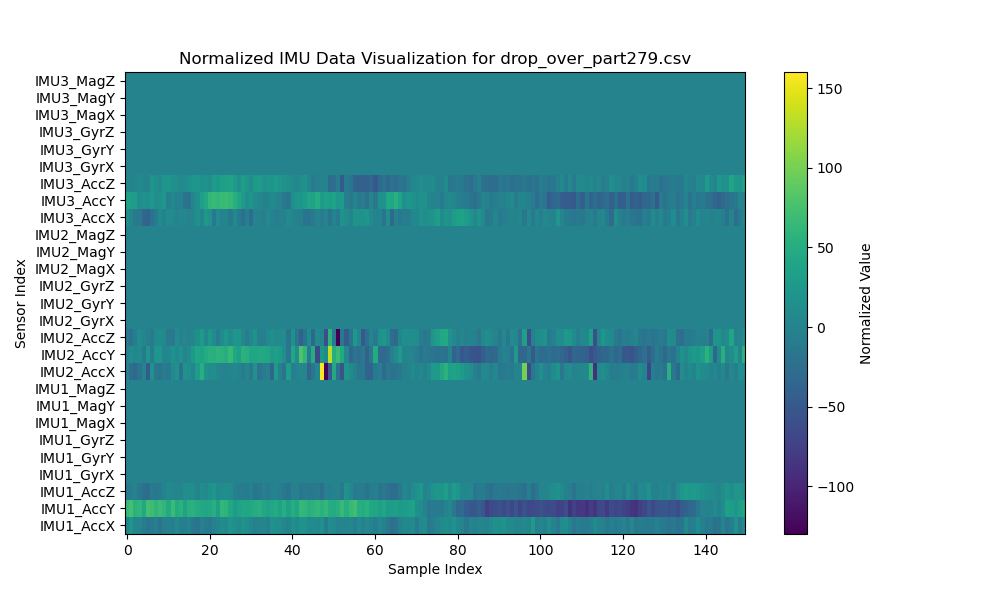 Normalized IMU Data Visualization for drop_over_part279.csv
IMU3_MagZ
IMU3_MagY
IMU3_MagX
IMU3_GyrZ
IMU3_GyrY
IMU3_GyrX
IMU3_AccZ
IMU3_AccY
IMU3_AccX
IMU2_MagZ
IMU2_MagY
IMU2_MagX
IMU2_GyrZ
IMU2_GyrY
IMU2_GyrX
IMU2_AccZ
IMU2_AccY
IMU2_AccX
IMU1_MagZ
IMU1_MagY
IMU1_MagX
IMU1_GyrZ
IMU1_GyrY
IMU1_GyrX
IMU1_AccZ
IMU1_AccY
IMU1_AccX
Sensor Index
0 20 40 60 80 100 120 140
Sample Index
150
100
50
0
−50
−100
Normalized Value